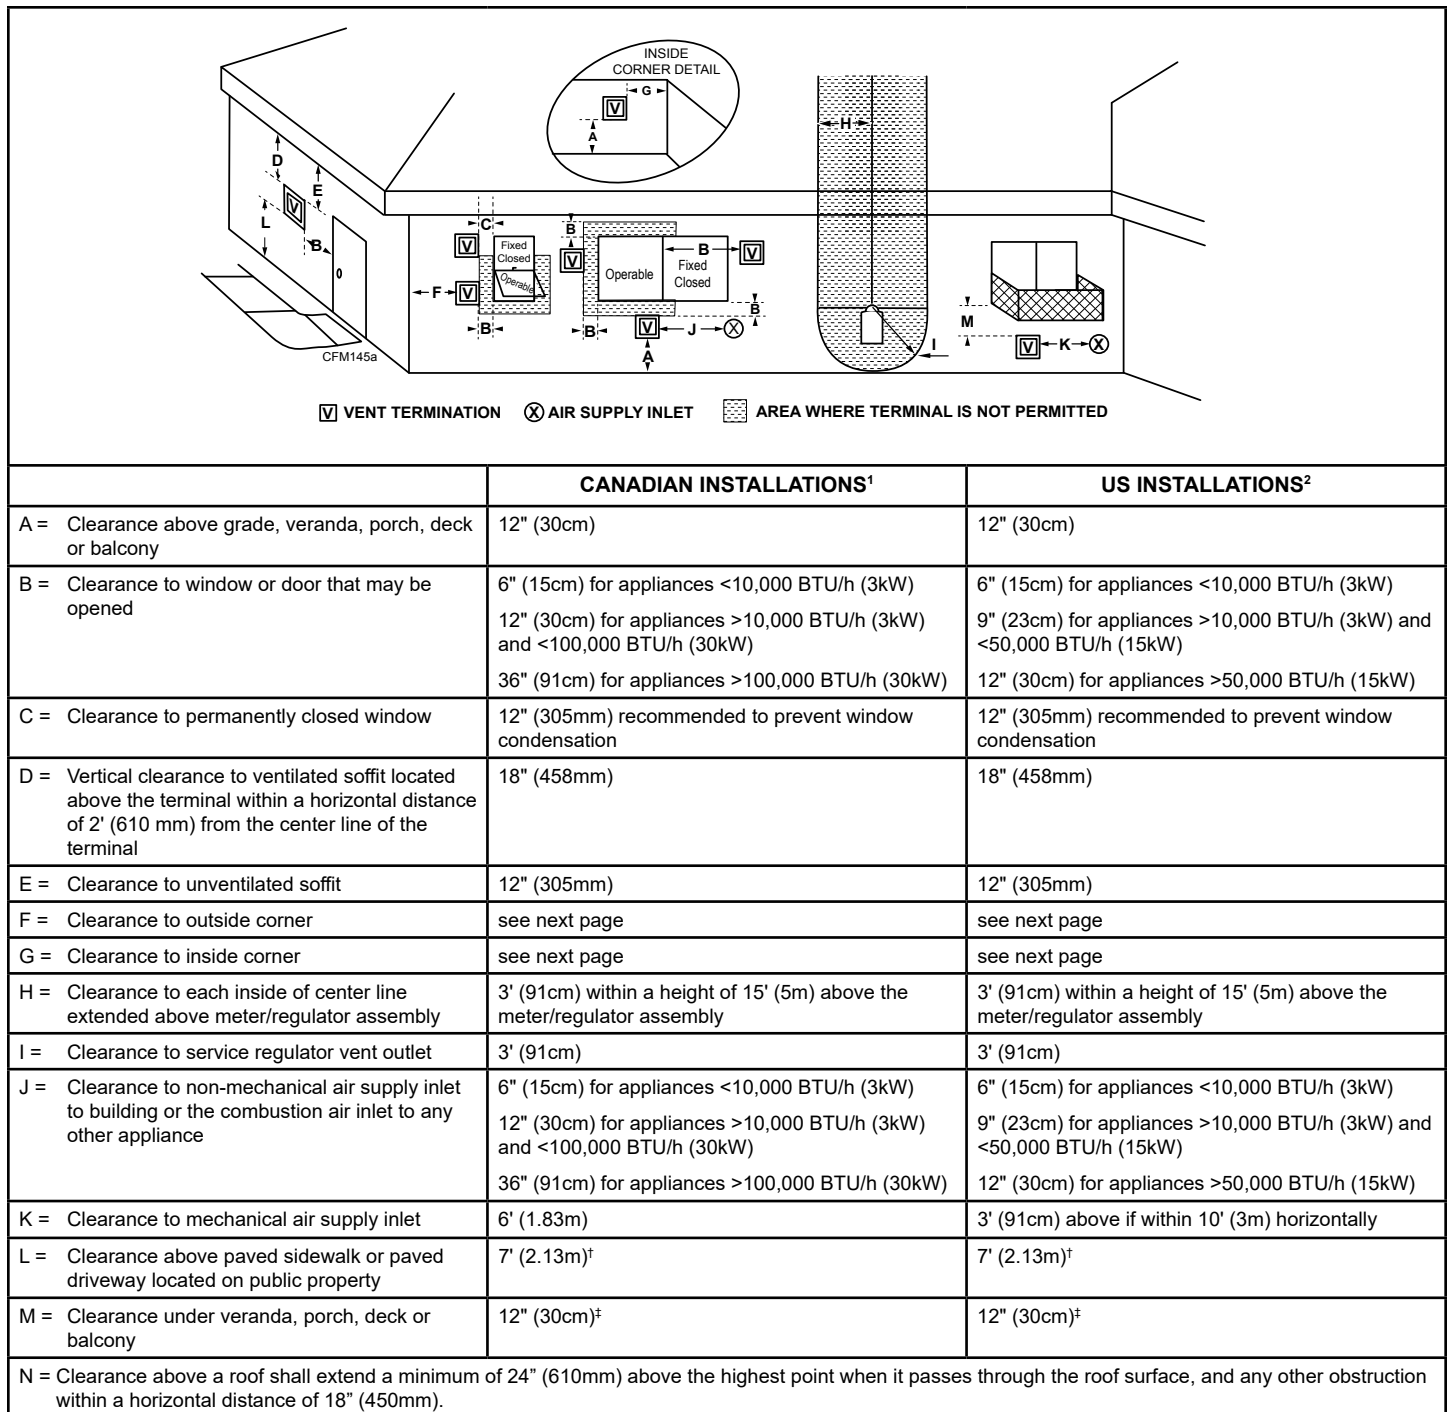 INSIDE
CORNER DETAIL
G
V
A
H
D
E
V
L
B
C
V
Fixed
Closed
Operable
F
V
B
B
V
Operable
B
Fixed
Closed
V
B
B
V
J
X
A
I
M
V
K
X
CFM145a
V VENT TERMINATION X AIR SUPPLY INLET AREA WHERE TERMINAL IS NOT PERMITTED
CANADIAN INSTALLATIONS¹ US INSTALLATIONS²
A = Clearance above grade, veranda, porch, deck
or balcony
12" (30cm)
12" (30cm)
B = Clearance to window or door that may be
opened
6" (15cm) for appliances <10,000 BTU/h (3kW)
12" (30cm) for appliances >10,000 BTU/h (3kW)
and <100,000 BTU/h (30kW)
36" (91cm) for appliances >100,000 BTU/h (30kW)
6" (15cm) for appliances <10,000 BTU/h (3kW)
9" (23cm) for appliances >10,000 BTU/h (3kW) and
<50,000 BTU/h (15kW)
12" (30cm) for appliances >50,000 BTU/h (15kW)
C = Clearance to permanently closed window
12" (305mm) recommended to prevent window
condensation
12" (305mm) recommended to prevent window
condensation
D = Vertical clearance to ventilated soffit located
above the terminal within a horizontal distance
of 2' (610 mm) from the center line of the
terminal
18" (458mm)
18" (458mm)
E = Clearance to unventilated soffit
12" (305mm)
12" (305mm)
F = Clearance to outside corner
see next page
see next page
G = Clearance to inside corner
see next page
see next page
H = Clearance to each inside of center line
extended above meter/regulator assembly
3' (91cm) within a height of 15' (5m) above the
meter/regulator assembly
3' (91cm) within a height of 15' (5m) above the
meter/regulator assembly
I = Clearance to service regulator vent outlet
3' (91cm)
3' (91cm)
J = Clearance to non-mechanical air supply inlet
to building or the combustion air inlet to any
other appliance
6" (15cm) for appliances <10,000 BTU/h (3kW)
12" (30cm) for appliances >10,000 BTU/h (3kW)
and <100,000 BTU/h (30kW)
36" (91cm) for appliances >100,000 BTU/h (30kW)
6" (15cm) for appliances <10,000 BTU/h (3kW)
9" (23cm) for appliances >10,000 BTU/h (3kW) and
<50,000 BTU/h (15kW)
12" (30cm) for appliances >50,000 BTU/h (15kW)
K = Clearance to mechanical air supply inlet
6' (1.83m)
3' (91cm) above if within 10' (3m) horizontally
L = Clearance above paved sidewalk or paved
driveway located on public property
7' (2.13m)†
7' (2.13m)†
M = Clearance under veranda, porch, deck or
balcony
12" (30cm)‡
12" (30cm)‡
N = Clearance above a roof shall extend a minimum of 24” (610mm) above the highest point when it passes through the roof surface, and any other obstruction
within a horizontal distance of 18” (450mm).